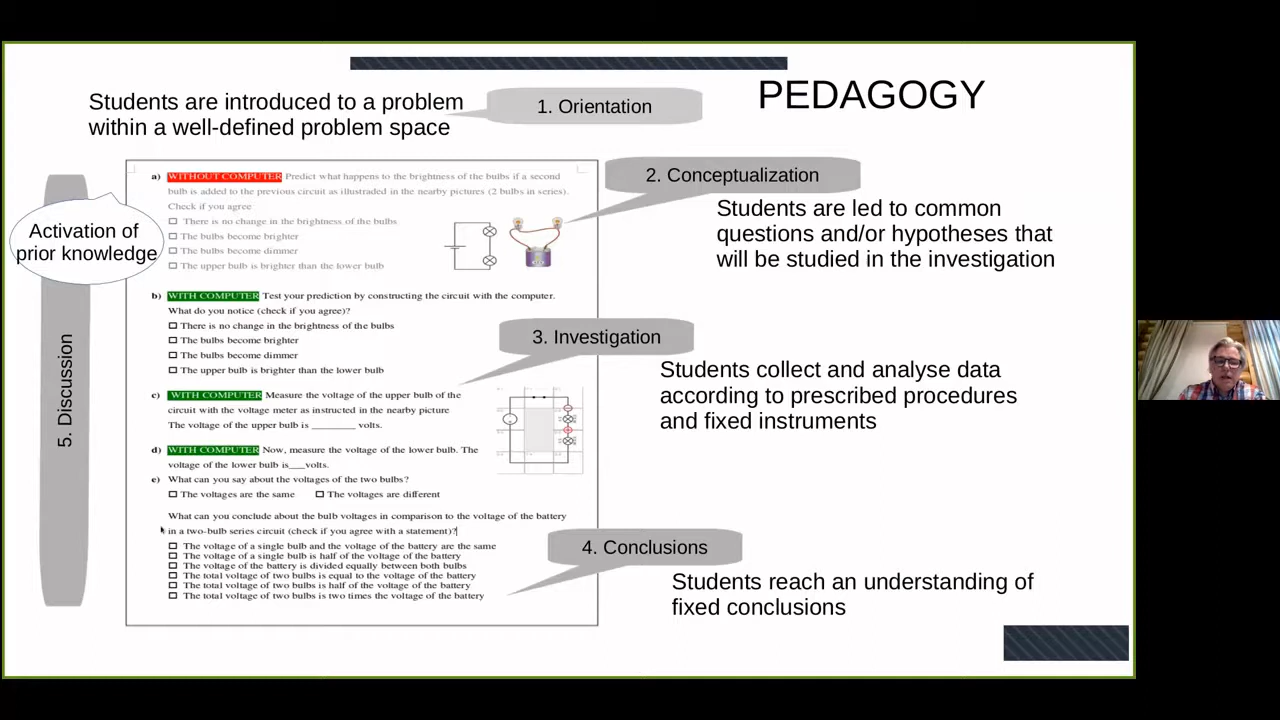 PEDAGOGY
Students are introduced to a problem
within a well-defined problem space
1. Orientation
2. Conceptualization
Students are led to common
questions and/or hypotheses that
will be studied in the investigation
Activation of
prior knowledge
5. Discussion
a) WITHOUT COMPUTER Predict what happens to the brightness of the bulbs if a second
bulb is added to the previous circuit as illustraded in the nearby pictures (2 bulbs in series).
Check if you agree
There is no change in the brightness of the bulbs
The bulbs become brighter
The bulbs become dimmer
The upper bulb is brighter than the lower bulb
b) WITH COMPUTER Test your prediction by constructing the circuit with the computer.
What do you notice (check if you agree)?
There is no change in the brightness of the bulbs
The bulbs become brighter
The bulbs become dimmer
The upper bulb is brighter than the lower bulb
3. Investigation
Students collect and analyse data
according to prescribed procedures
and fixed instruments
c) WITH COMPUTER Measure the voltage of the upper bulb of the
circuit with the voltage meter as instructed in the nearby picture
The voltage of the upper bulb is _________ volts.
d) WITH COMPUTER Now, measure the voltage of the lower bulb. The
voltage of the lower bulb is___volts.
e) What can you say about the voltages of the two bulbs?
The voltages are the same The voltages are different
What can you conclude about the bulb voltages in comparison to the voltage of the battery
in a two-bulb series circuit (check if you agree with a statement)?
The voltage of a single bulb and the voltage of the battery are the same
The voltage of a single bulb is half of the voltage of the battery
The voltage of the battery is divided equally between both bulbs
The total voltage of two bulbs is equal to the voltage of the battery
The total voltage of two bulbs is half of the voltage of the battery
The total voltage of two bulbs is two times the voltage of the battery
4. Conclusions
Students reach an understanding of
fixed conclusions